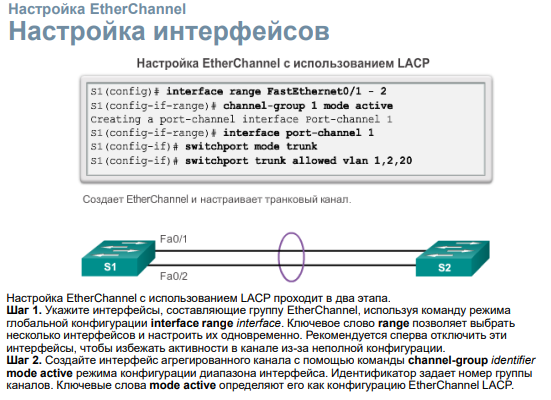 Настройка EtherChannel
Настройка интерфейсов
Настройка EtherChannel с использованием LACP
S1(config)# interface range FastEthernet0/1 - 2
S1(config-if-range)# channel-group 1 mode active
Creating a port-channel interface Port-channel 1
S1(config-if-range)# interface port-channel 1
S1(config-if)# switchport mode trunk
S1(config-if)# switchport trunk allowed vlan 1,2,20
Создает EtherChannel и настраивает транковый канал.
Fa0/1
S1
S2
Fa0/2
Настройка EtherChannel с использованием LACP проходит в два этапа.
Шаг 1. Укажите интерфейсы, составляющие группу EtherChannel, используя команду режима
глобальной конфигурации interface range interface. Ключевое слово range позволяет выбрать
несколько интерфейсов и настроить их одновременно. Рекомендуется сперва отключить эти
интерфейсы, чтобы избежать активности в канале из-за неполной конфигурации.
Шаг 2. Создайте интерфейс агрегированного канала с помощью команды channel-group identifier
mode active режима конфигурации диапазона интерфейса. Идентификатор задает номер группы
каналов. Ключевые слова mode active определяют его как конфигурацию EtherChannel LACP.